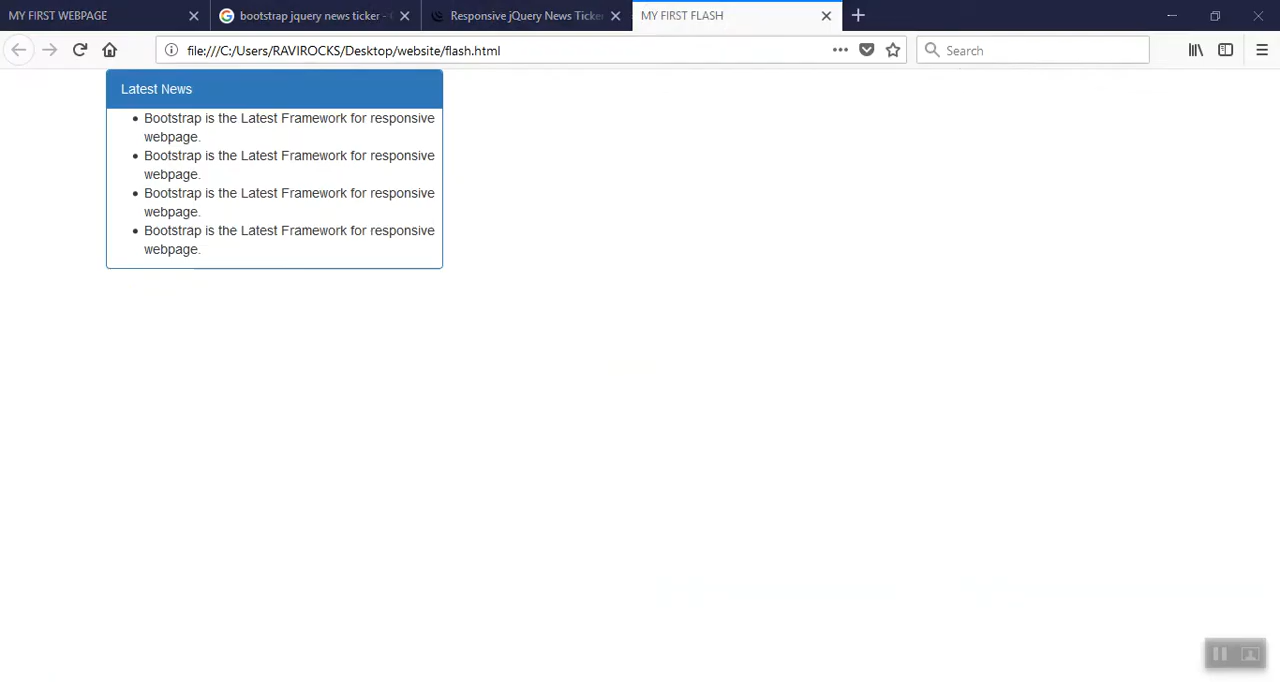 MY FIRST WEBPAGE
bootstrap jquery news ticker -
Responsive jQuery News Ticke
MY FIRST FLASH
file:///C:/Users/RAVIROCKS/Desktop/website/flash.html
Search
Latest News
Bootstrap is the Latest Framework for responsive
webpage.
Bootstrap is the Latest Framework for responsive
webpage.
Bootstrap is the Latest Framework for responsive
webpage.
Bootstrap is the Latest Framework for responsive
webpage.